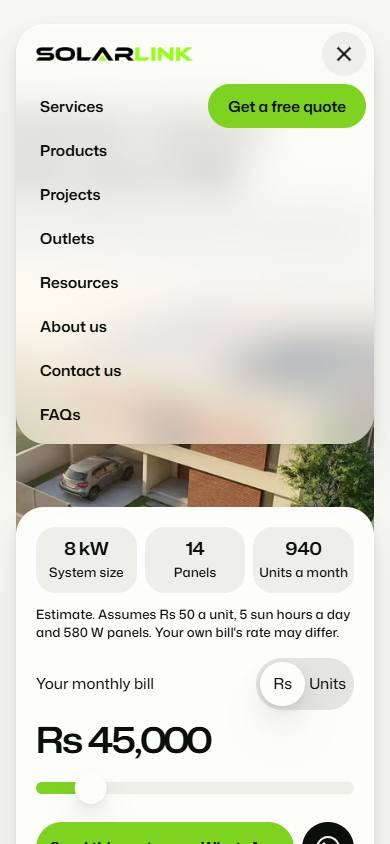 SOLARLINK
Services
Get a free quote
Products
Projects
Outlets
Resources
About us
Contact us
FAQs
8 kW
System size
14
Panels
940
Units a month
Estimate. Assumes Rs 50 a unit, 5 sun hours a day
and 580 W panels. Your own bill's rate may differ.
Your monthly bill
Rs
Units
Rs 45,000